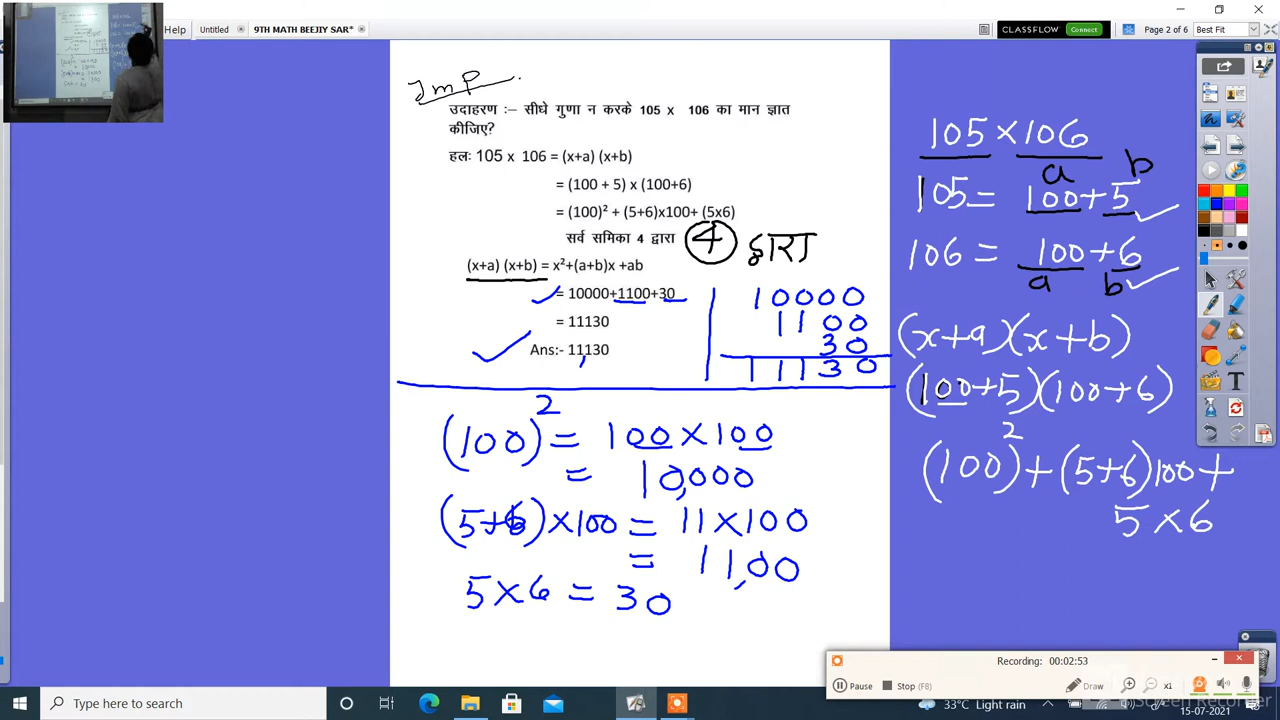 Help
Untitled
9TH MATH BEEJIY SAR*
CLASSFLOW
Connect
Page 2 of 6
Best Fit
Imp
उदाहरण :– सीधे गुणा न करके 105 x 106 का मान ज्ञात
कीजिए?
हलः 105 x 106 = (x+a) (x+b)
= (100 + 5) x (100+6)
= (100)² + (5+6)x100+ (5x6)
सर्व समिका 4 द्वारा
④ द्वारा
(x+a) (x+b) = x²+(a+b)x +ab
= 10000+1100+30
= 11130
Ans:- 11130
10000
1100
30
11130
(100)² = 100 × 100
= 10,000
(5+6)×100 = 11×100
= 11,00
5×6 = 30
105×106
a b
105= 100+5
106 = 100+6
a b
(x+a)(x+b)
(100+5)(100+6)
(100)²+(5+6)100+
5×6
Recording: 00:02:53
Pause
Stop (F8)
Draw
x1
Type here to search
33°C Light rain
15-07-2021